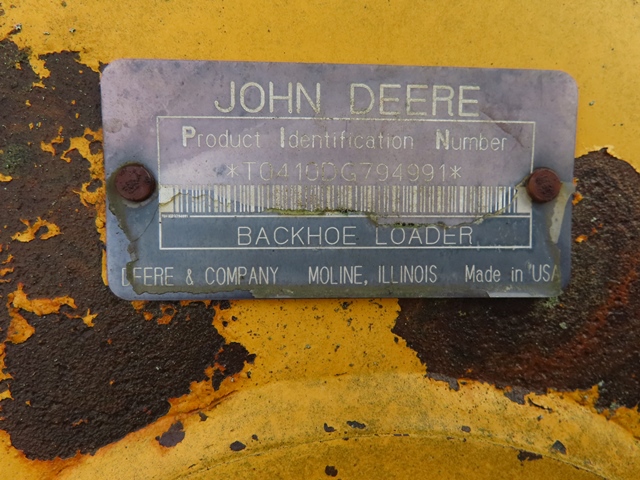 JOHN DEERE
Product Identification Number
*T0410DG794991*
BACKHOE LOADER
DEERE & COMPANY MOLINE, ILLINOIS Made in USA